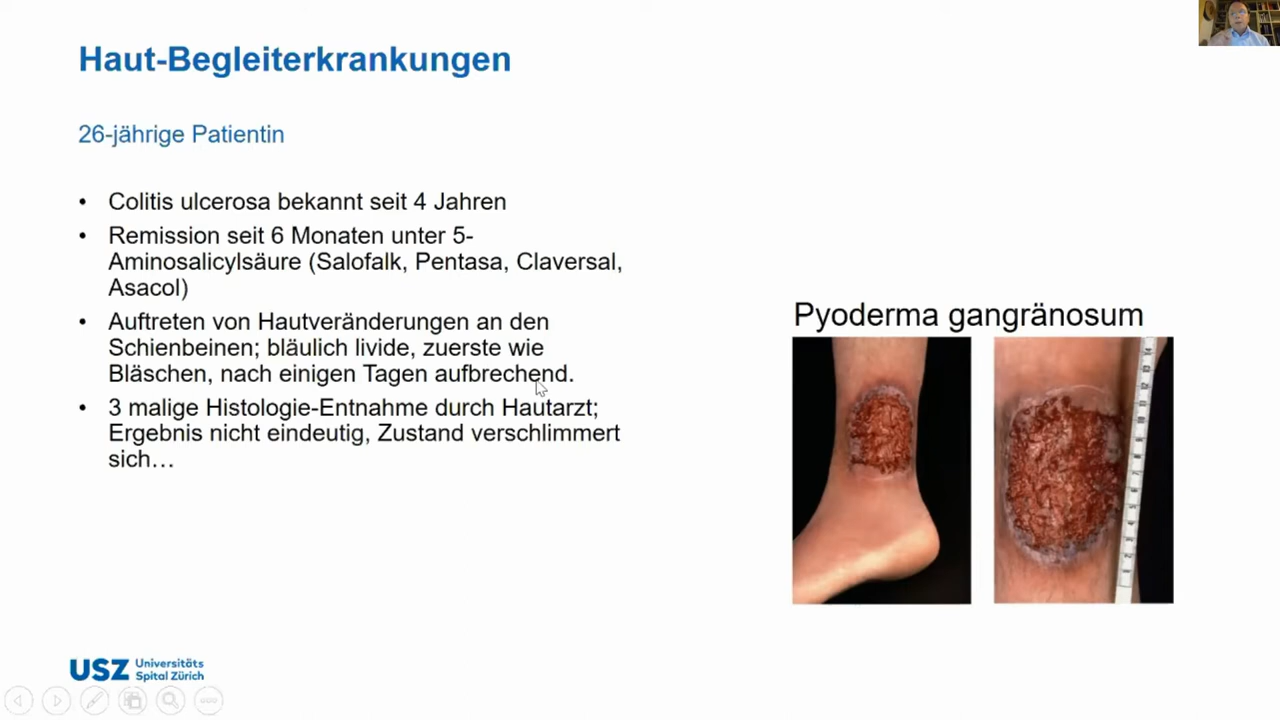 Haut-Begleiterkrankungen
26-jährige Patientin
• Colitis ulcerosa bekannt seit 4 Jahren
• Remission seit 6 Monaten unter 5-
Aminosalicylsäure (Salofalk, Pentasa, Claversal,
Asacol)
• Auftreten von Hautveränderungen an den
Schienbeinen; bläulich livide, zuerste wie
Bläschen, nach einigen Tagen aufbrechend.
• 3 malige Histologie-Entnahme durch Hautarzt;
Ergebnis nicht eindeutig, Zustand verschlimmert
sich…
Pyoderma gangränosum
USZ Universitäts
Spital Zürich